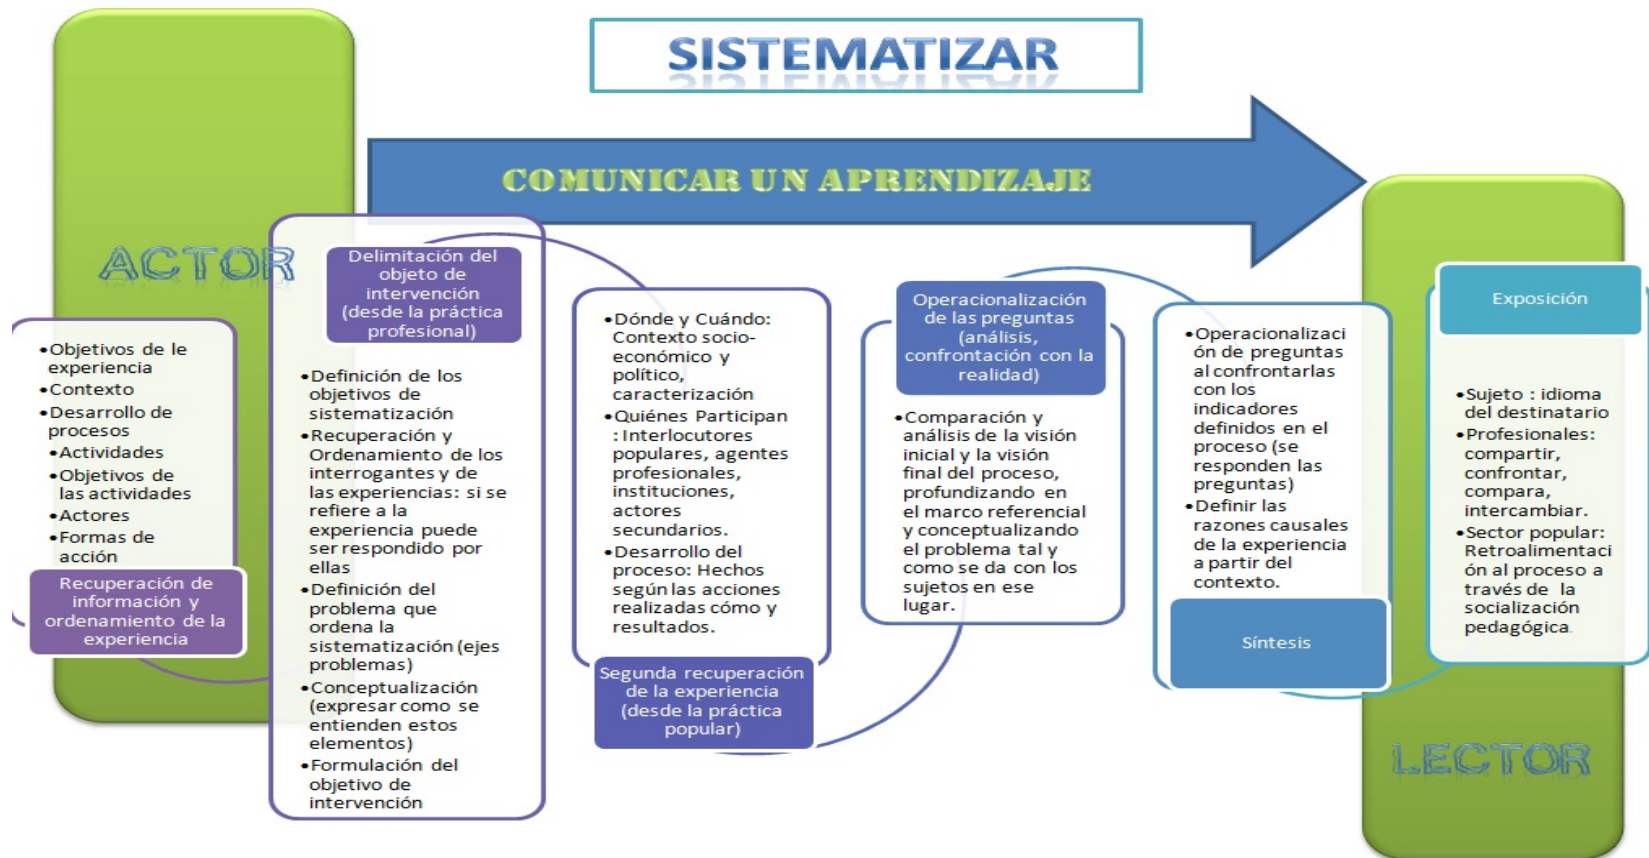 SISTEMATIZAR
COMUNICAR UN APRENDIZAJE
ACTOR
•Objetivos de le
experiencia
•Contexto
•Desarrollo de
procesos
•Actividades
•Objetivos de
las actividades
•Actores
•Formas de
acción
Recuperación de
información y
ordenamiento de la
experiencia
Delimitación del
objeto de
intervención
(desde la práctica
profesional)
•Definición de los
objetivos de
sistematización
•Recuperación y
Ordenamiento de los
interrogantes y de
las experiencias: si se
refiere a la
experiencia puede
ser respondido por
ellas
•Definición del
problema que
ordena la
sistematización (ejes
problemas)
•Conceptualización
(expresar como se
entienden estos
elementos)
•Formulación del
objetivo de
intervención
•Dónde y Cuándo:
Contexto socio-
económico y
político,
caracterización
•Quiénes Participan
: Interlocutores
populares, agentes
profesionales,
instituciones,
actores
secundarios.
•Desarrollo del
proceso: Hechos
según las acciones
realizadas cómo y
resultados.
Segunda recuperación
de la experiencia
(desde la práctica
popular)
Operacionalización
de las preguntas
(análisis,
confrontación con la
realidad)
•Comparación y
análisis de la visión
inicial y la visión
final del proceso,
profundizando en
el marco referencial
y conceptualizando
el problema tal y
como se da con los
sujetos en ese
lugar.
•Operacionalizaci
ón de preguntas
al confrontarlas
con los
indicadores
definidos en el
proceso (se
responden las
preguntas)
•Definir las
razones causales
de la experiencia
a partir del
contexto.
Síntesis
Exposición
•Sujeto : idioma
del destinatario
•Profesionales:
compartir,
confrontar,
compara,
intercambiar.
•Sector popular:
Retroalimentaci
ón al proceso a
través de la
socialización
pedagógica.
LECTOR